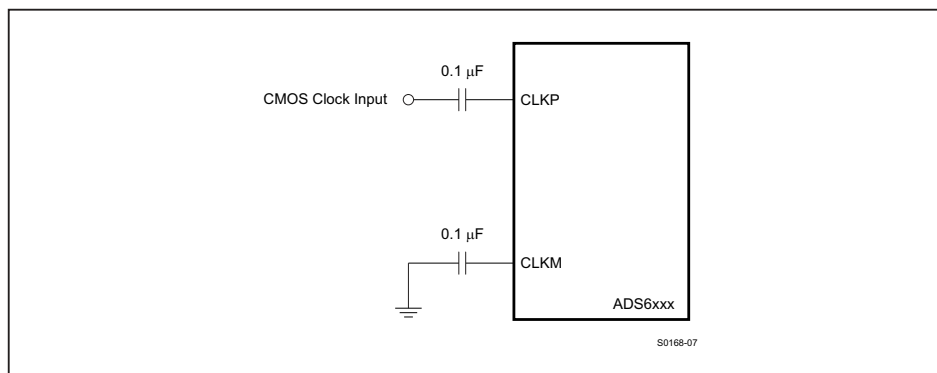 0.1 μF
CMOS Clock Input
CLKP
0.1 μF
CLKM
ADS6xxx
S0168-07